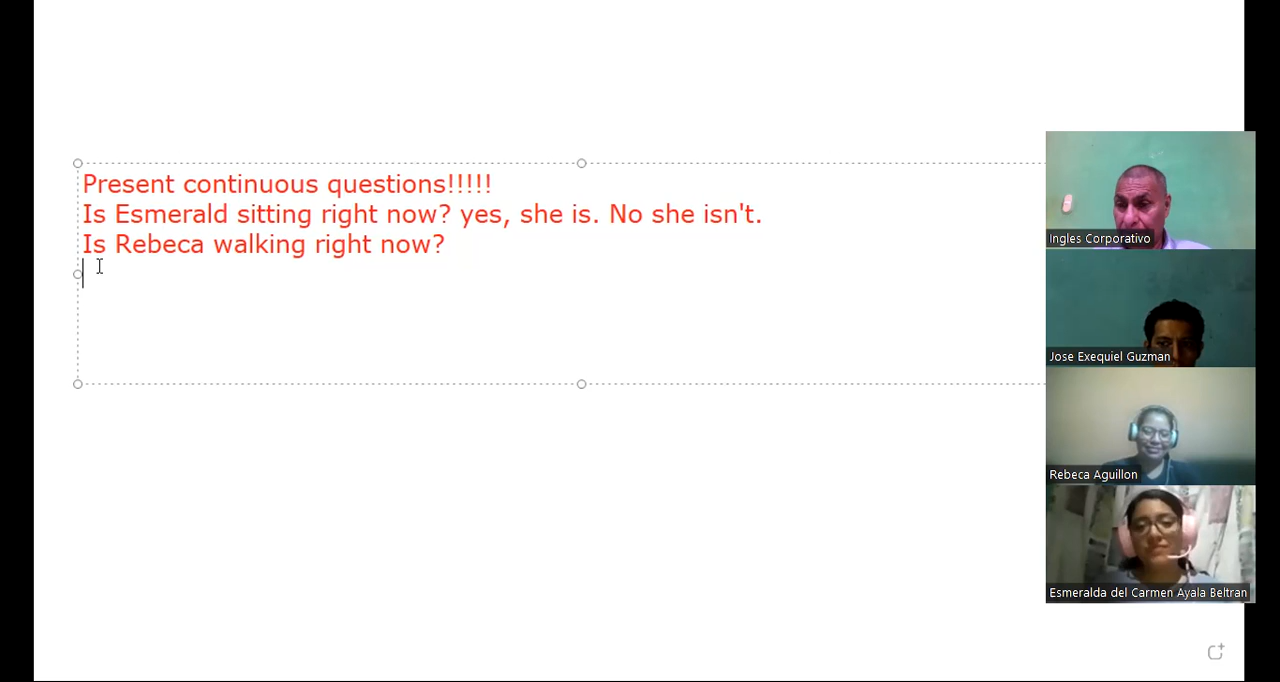 Present continuous questions!!!!!
Is Esmerald sitting right now? yes, she is. No she isn't.
Is Rebeca walking right now?
Ingles Corporativo
Jose Exequiel Guzman
Rebeca Aguillon
Esmeralda del Carmen Ayala Beltran